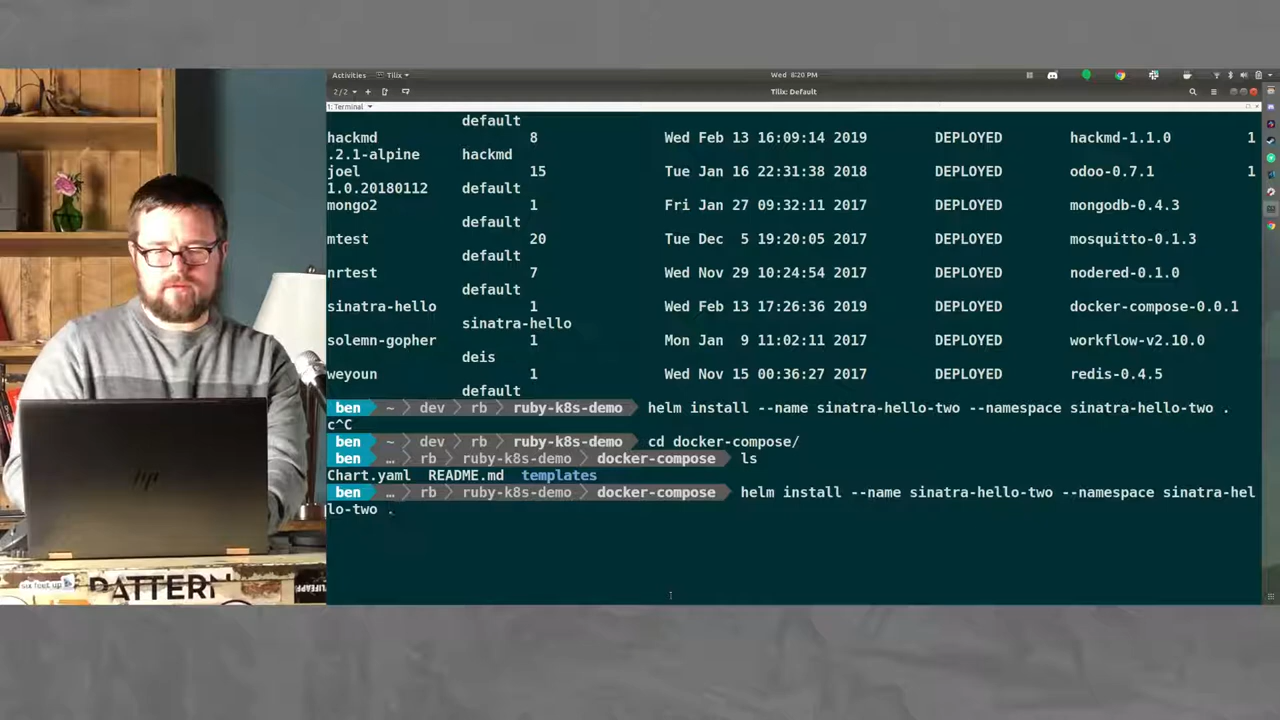 Activities Tilix Wed 8:20 PM
2/2 Tilix: Default
1: Terminal
default
hackmd 8 Wed Feb 13 16:09:14 2019 DEPLOYED hackmd-1.1.0 1
.2.1-alpine hackmd
joel 15 Tue Jan 16 22:31:38 2018 DEPLOYED odoo-0.7.1 1
1.0.20180112 default
mongo2 1 Fri Jan 27 09:32:11 2017 DEPLOYED mongodb-0.4.3
default
mtest 20 Tue Dec  5 19:20:05 2017 DEPLOYED mosquitto-0.1.3
default
nrtest 7 Wed Nov 29 10:24:54 2017 DEPLOYED nodered-0.1.0
default
sinatra-hello 1 Wed Feb 13 17:26:36 2019 DEPLOYED docker-compose-0.0.1
sinatra-hello
solemn-gopher 1 Mon Jan  9 11:02:11 2017 DEPLOYED workflow-v2.10.0
deis
weyoun 1 Wed Nov 15 00:36:27 2017 DEPLOYED redis-0.4.5
default
ben ~ dev rb ruby-k8s-demo helm install --name sinatra-hello-two --namespace sinatra-hello-two .
c^C
ben ~ dev rb ruby-k8s-demo cd docker-compose/
ben … rb ruby-k8s-demo docker-compose ls
Chart.yaml README.md templates
ben … rb ruby-k8s-demo docker-compose helm install --name sinatra-hello-two --namespace sinatra-hel
lo-two .
hp
six feet up
PATTERN